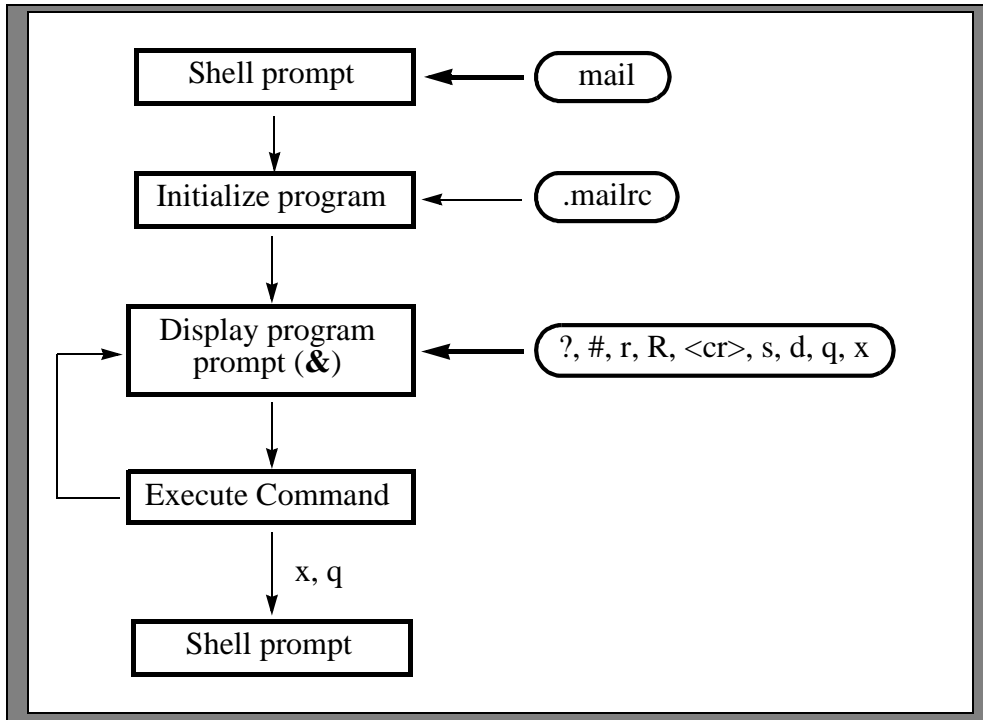 Shell prompt
mail
Initialize program
.mailrc
Display program
prompt (&)
?, #, r, R, <cr>, s, d, q, x
Execute Command
x, q
Shell prompt